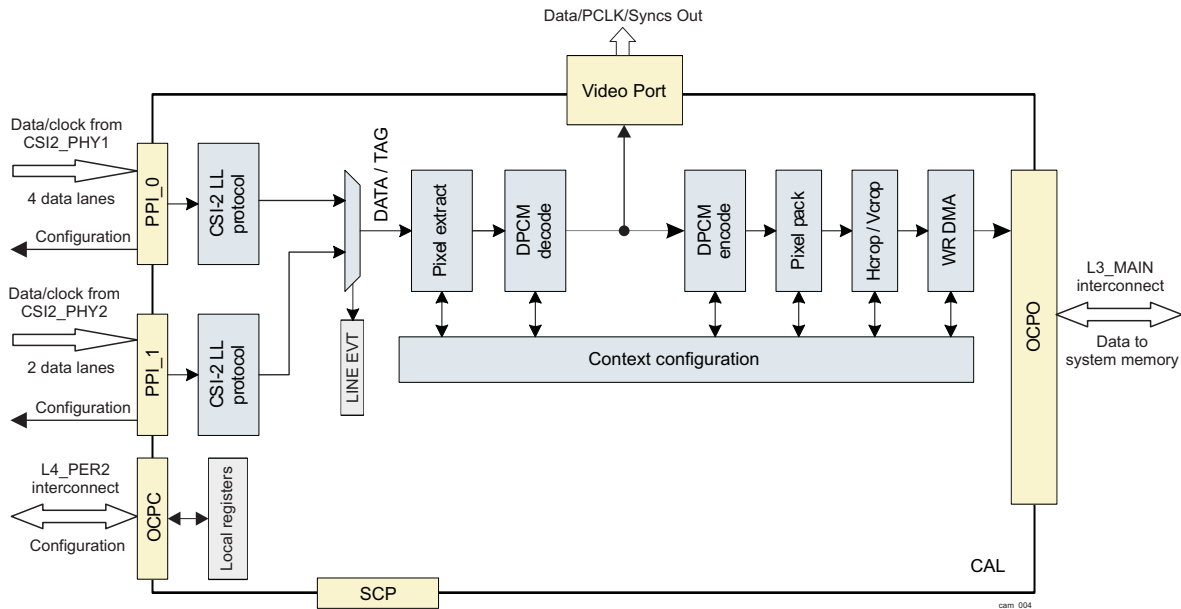 Data/PCLK/Syncs Out
Video Port
Data/clock from
CSI2_PHY1
4 data lanes
Configuration
PPI_0
CSI-2 LL
protocol
DATA / TAG
Pixel extract
DPCM
decode
DPCM
encode
Pixel pack
Hcrop / Vcrop
WR DMA
Data/clock from
CSI2_PHY2
2 data lanes
Configuration
PPI_1
CSI-2 LL
protocol
LINE EVT
Context configuration
OCPO
L3_MAIN
interconnect
Data to
system memory
L4_PER2
interconnect
Configuration
OCPC
Local registers
SCP
CAL
cam_004